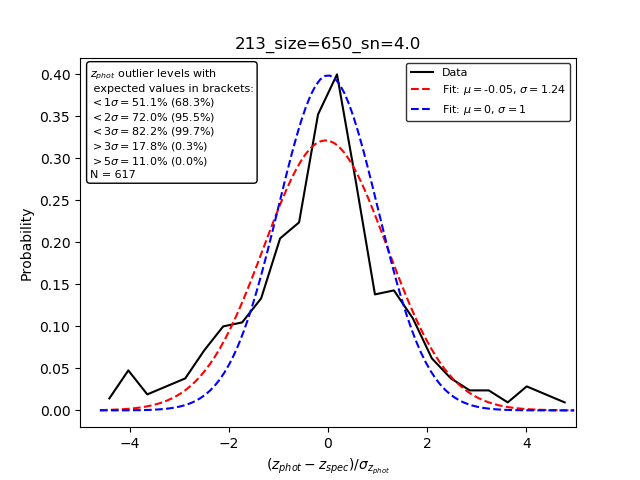 213_size=650_sn=4.0
z_phot outlier levels with
expected values in brackets:
< 1σ = 51.1% (68.3%)
< 2σ = 72.0% (95.5%)
< 3σ = 82.2% (99.7%)
> 3σ = 17.8% (0.3%)
> 5σ = 11.0% (0.0%)
N = 617
Data
Fit: μ = -0.05, σ = 1.24
Fit: μ = 0, σ = 1
Probability
0.40
0.35
0.30
0.25
0.20
0.15
0.10
0.05
0.00
−4 −2 0 2 4
(z_phot − z_spec)/σ_z_phot